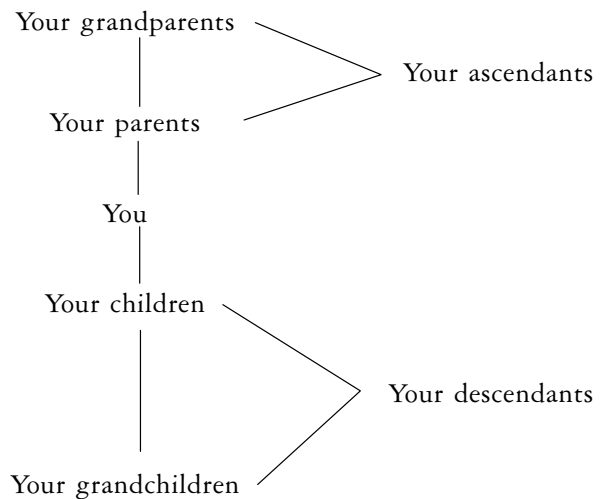 Your grandparents
Your ascendants
Your parents
You
Your children
Your descendants
Your grandchildren